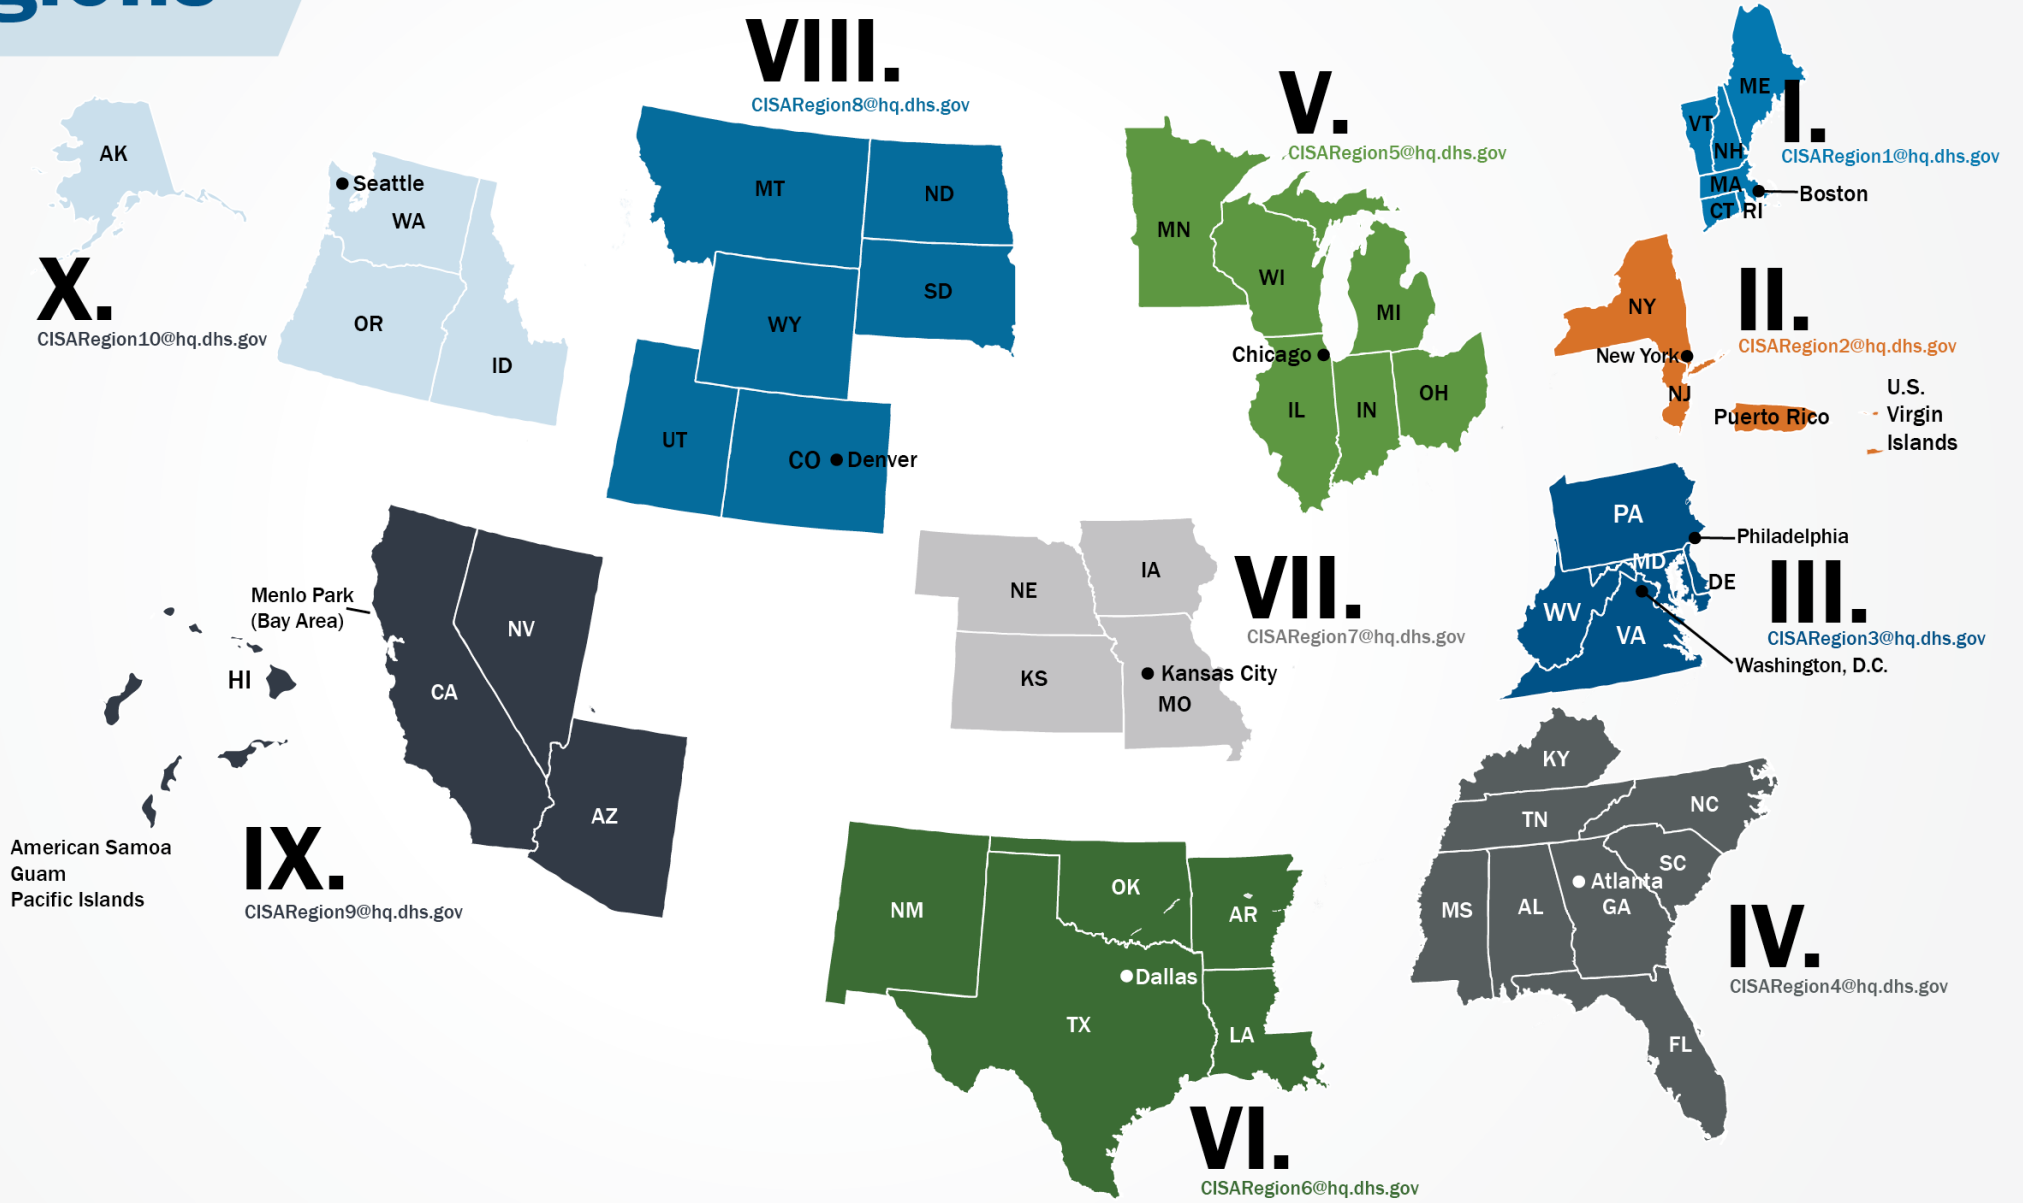 VIII.
CISARegion8@hq.dhs.gov
MT
ND
SD
WY
UT
CO
Denver
V.
CISARegion5@hq.dhs.gov
MN
WI
MI
Chicago
IL
IN
OH
I.
CISARegion1@hq.dhs.gov
ME
VT
NH
MA
Boston
CT
RI
AK
X.
CISARegion10@hq.dhs.gov
Seattle
WA
OR
ID
II.
CISARegion2@hq.dhs.gov
NY
New York
NJ
Puerto Rico
U.S.
Virgin
Islands
PA
Philadelphia
MD
DE
WV
VA
III.
CISARegion3@hq.dhs.gov
Washington, D.C.
Menlo Park
(Bay Area)
NV
HI
CA
AZ
American Samoa
Guam
Pacific Islands
IX.
CISARegion9@hq.dhs.gov
NE
IA
VII.
CISARegion7@hq.dhs.gov
KS
Kansas City
MO
KY
NC
TN
SC
Atlanta
MS
AL
GA
IV.
CISARegion4@hq.dhs.gov
FL
NM
OK
AR
Dallas
TX
LA
VI.
CISARegion6@hq.dhs.gov